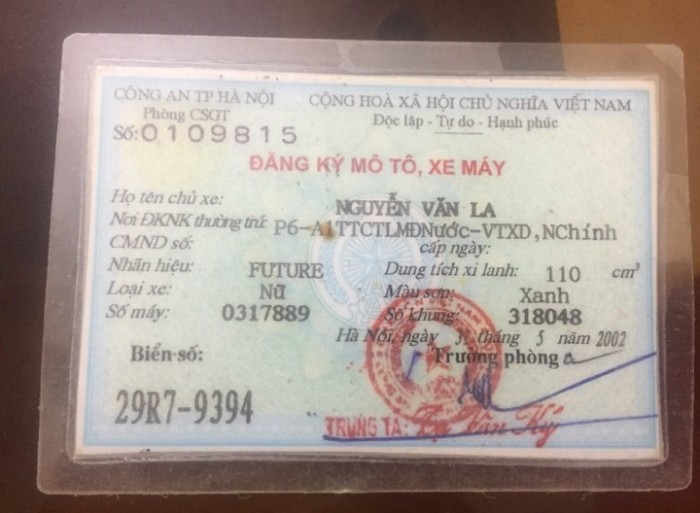 CÔNG AN TP HÀ NỘI
Phòng CSGT
Số: 0109815
CỘNG HOÀ XÃ HỘI CHỦ NGHĨA VIỆT NAM
Độc lập - Tự do - Hạnh phúc
ĐĂNG KÝ MÔ TÔ, XE MÁY
Họ tên chủ xe: NGUYỄN VĂN LA
Nơi ĐKNK thường trú: P6-A1TTCTLMĐNước-VTXD,NChính
CMND số: cấp ngày:
Nhãn hiệu: FUTURE Dung tích xi lanh: 110 cm³
Loại xe: Nữ Màu sơn: Xanh
Số máy: 0317889 Số khung: 318048
Hà Nội, ngày 31 tháng 5 năm 2002
Biển số: Trưởng phòng
29R7-9394
TRUNG TÁ: